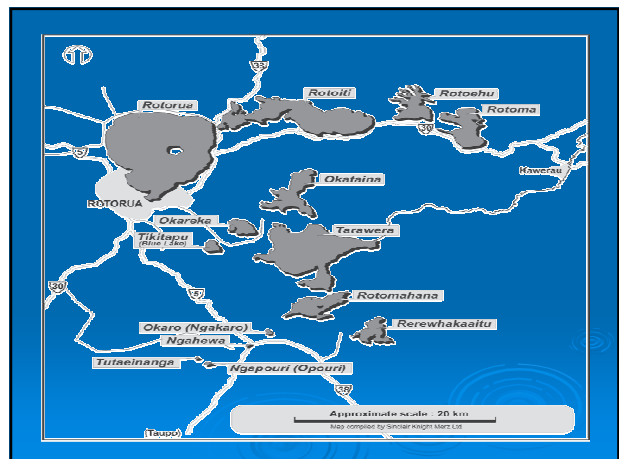 33
Rotorua
Rotoiti
Rotoehu
Rotoma
30
5
Kawerau
Okataina
ROTORUA
Okareka
Tikitapu
(Blue Lake)
Tarawera
30
5
Rotomahana
Okaro (Ngakaro)
Rerewhakaaitu
Ngahewa
Tutaeinanga
Ngapouri (Opouri)
38
Approximate scale : 20 km
Map compiled by Sinclair Knight Merz Ltd.
(Taupo)